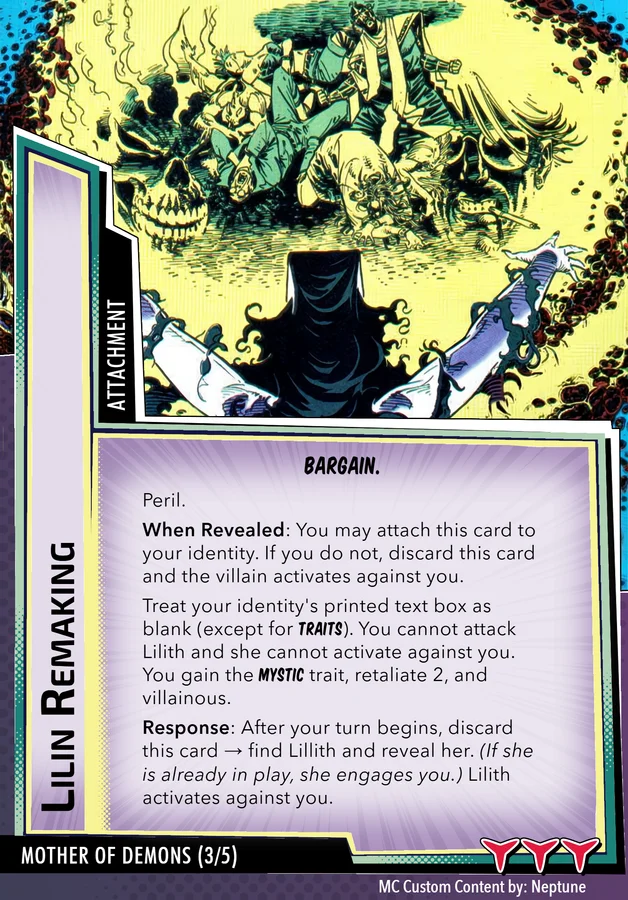 ATTACHMENT
LILIN REMAKING
BARGAIN.
Peril.
When Revealed: You may attach this card to
your identity. If you do not, discard this card
and the villain activates against you.
Treat your identity's printed text box as
blank (except for TRAITS). You cannot attack
Lilith and she cannot activate against you.
You gain the MYSTIC trait, retaliate 2, and
villainous.
Response: After your turn begins, discard
this card → find Lillith and reveal her. (If she
is already in play, she engages you.) Lilith
activates against you.
MOTHER OF DEMONS (3/5)
MC Custom Content by: Neptune